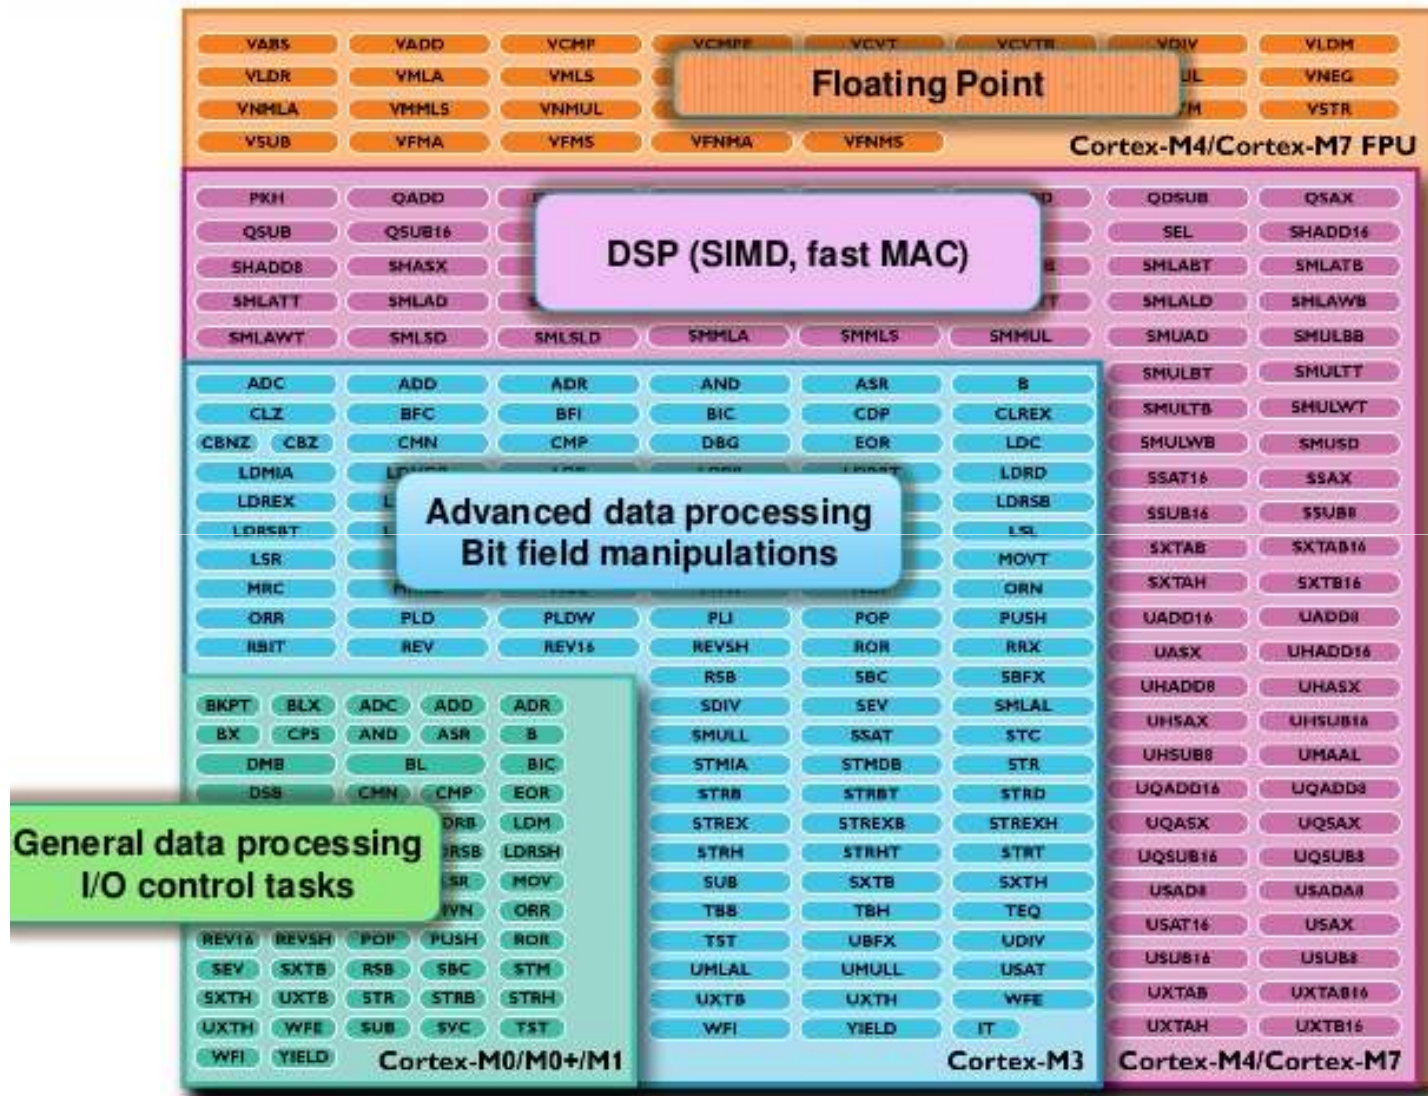 VABS VADD VCMP VCMPE VCVT VCVTR VDIV VLDM
VLDR VMLA VMLS VNEG
Floating Point
VNMLA VMMLS VNMUL VSTR
VSUB VFMA VFMS VFNMA VFNMS
Cortex-M4/Cortex-M7 FPU
PKH QADD QDSUB QSAX
QSUB QSUB16 SEL SHADD16
DSP (SIMD, fast MAC)
SHADD8 SHASX SMLABT SMLATB
SMLATT SMLAD SMLALD SMLAWB
SMLAWT SMLSD SMLSLD SMMLA SMMLS SMMUL SMUAD SMULBB
ADC ADD ADR AND ASR B SMULBT SMULTT
CLZ BFC BFI BIC CDP CLREX SMULTB SMULWT
CBNZ CBZ CMN CMP DBG EOR LDC SMULWB SMUSD
LDMIA LDRD SSAT16 SSAX
LDREX LDRSB SSUB16 SSUB8
Advanced data processing
Bit field manipulations
LDRSBT LSL SXTAB SXTAB16
LSR MOVT
MRC ORN SXTAH SXTB16
ORR PLD PLDW PLI POP PUSH UADD16 UADD8
RBIT REV REV16 REVSH ROR RRX UASX UHADD16
RSB SBC SBFX UHADD8 UHASX
BKPT BLX ADC ADD ADR SDIV SEV SMLAL
BX CPS AND ASR B SMULL SSAT STC UHSAX UHSUB16
DMB BL BIC STMIA STMDB STR UHSUB8 UMAAL
DSB CMN CMP EOR STRB STRBT STRD UQADD16 UQADD8
LDM STREX STREXB STREXH UQASX UQSAX
General data processing
I/O control tasks
LDRSH STRH STRHT STRT UQSUB16 UQSUB8
MOV SUB SXTB SXTH USAD8 USADA8
ORR TBB TBH TEQ USAT16 USAX
REV16 REVSH POP PUSH ROR TST UBFX UDIV USUB16 USUB8
SEV SXTB RSB SBC STM UMLAL UMULL USAT
SXTH UXTB STR STRB STRH UXTB UXTH WFE UXTAB UXTAB16
UXTH WFE SUB SVC TST WFI YIELD IT UXTAH UXTB16
WFI YIELD Cortex-M0/M0+/M1 Cortex-M3 Cortex-M4/Cortex-M7